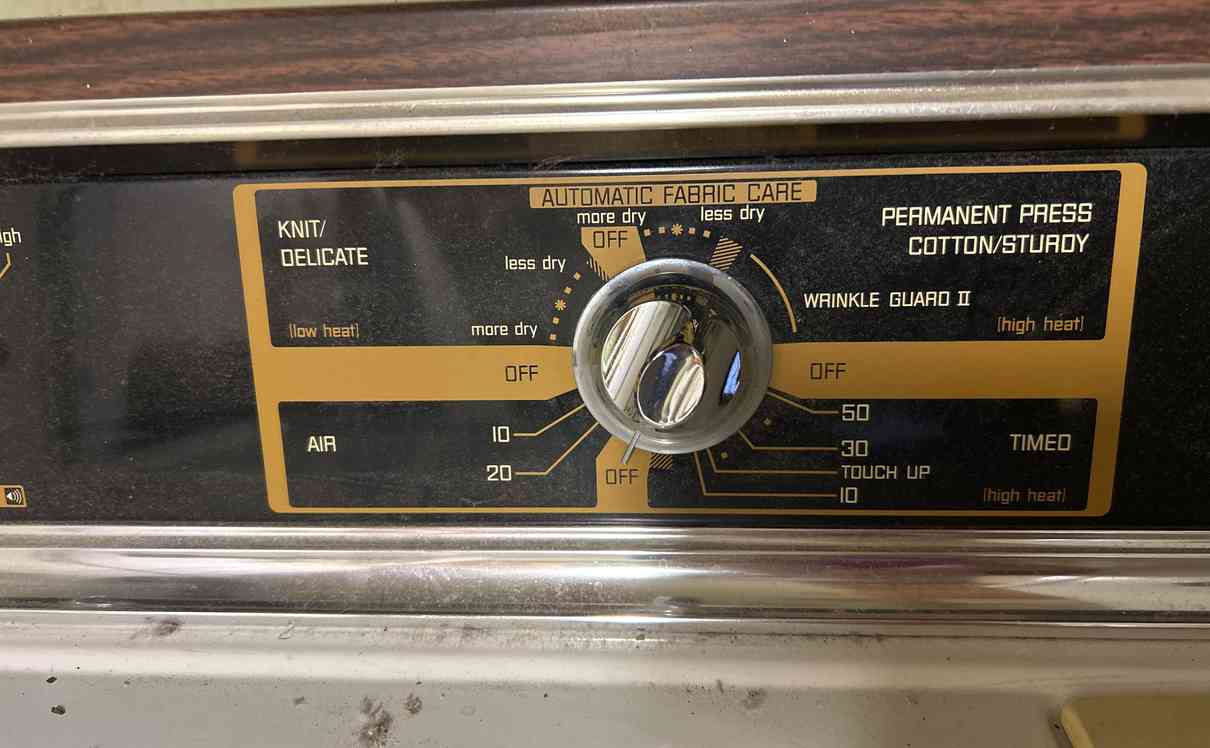 AUTOMATIC FABRIC CARE
more dry
less dry
OFF
KNIT/
DELICATE
less dry
more dry
(low heat)
PERMANENT PRESS
COTTON/STURDY
WRINKLE GUARD II
(high heat)
OFF
OFF
AIR
10
20
OFF
50
30
TOUCH UP
10
TIMED
(high heat)